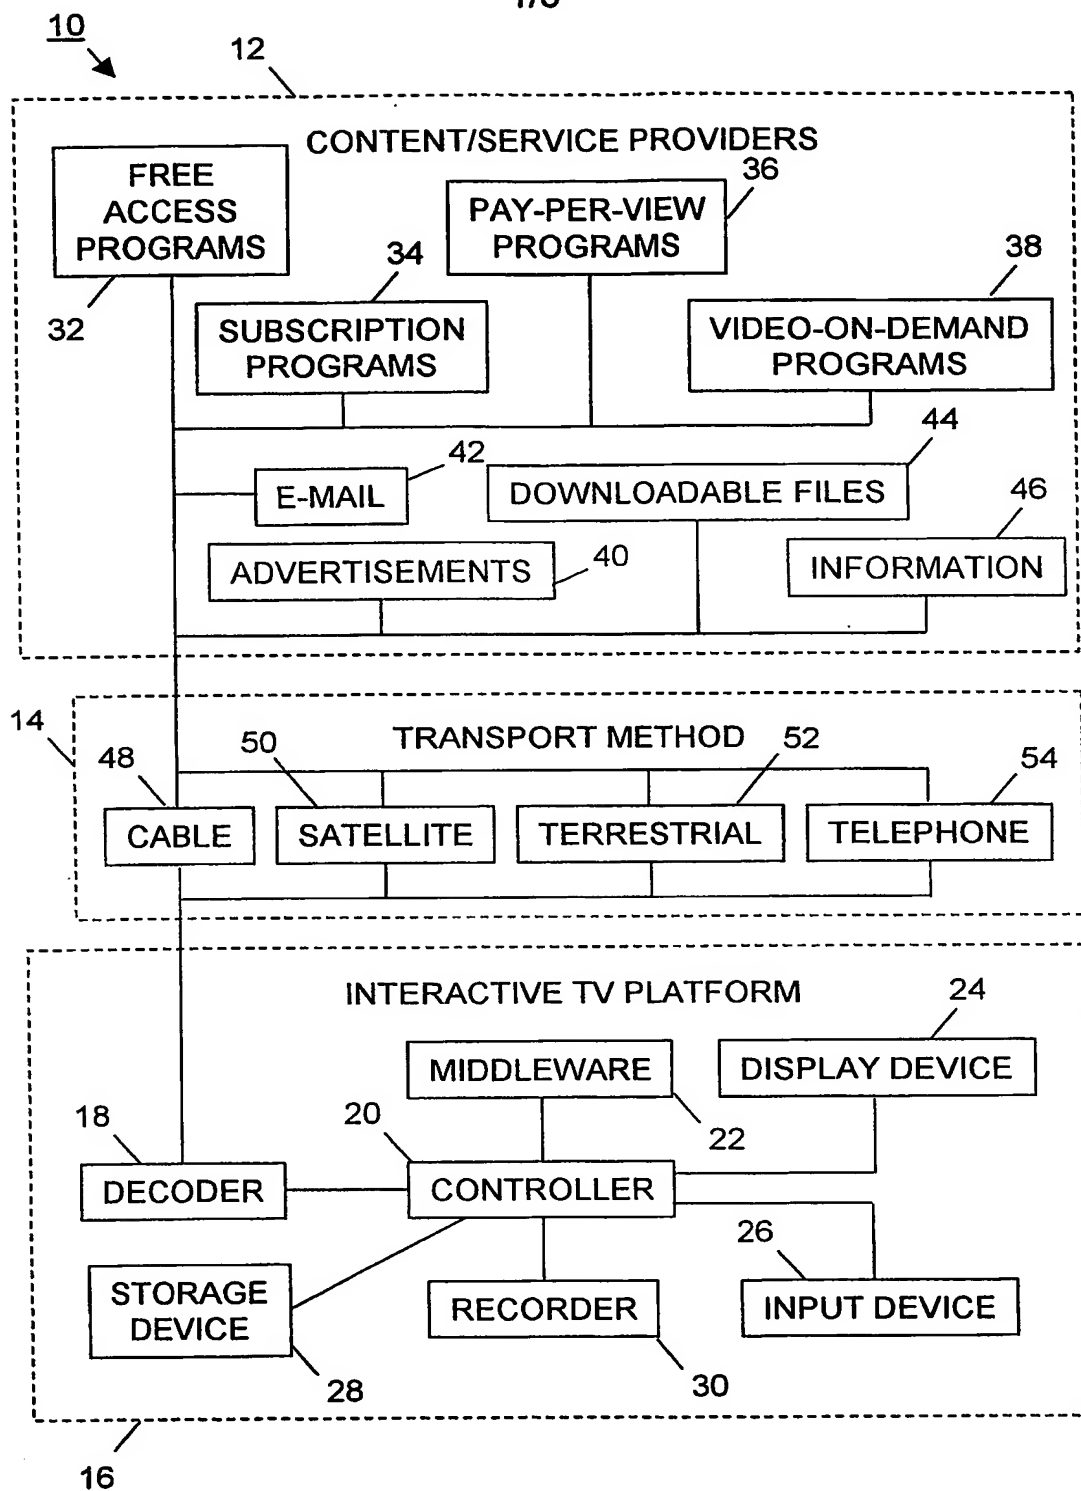 10
12
CONTENT/SERVICE PROVIDERS
FREE
ACCESS
PROGRAMS
32
36
PAY-PER-VIEW
PROGRAMS
34
SUBSCRIPTION
PROGRAMS
38
VIDEO-ON-DEMAND
PROGRAMS
42
E-MAIL
44
DOWNLOADABLE FILES
46
INFORMATION
ADVERTISEMENTS
40
14
TRANSPORT METHOD
48
CABLE
50
SATELLITE
52
TERRESTRIAL
54
TELEPHONE
INTERACTIVE TV PLATFORM
24
DISPLAY DEVICE
MIDDLEWARE
22
18
DECODER
20
CONTROLLER
26
INPUT DEVICE
STORAGE
DEVICE
28
RECORDER
30
16